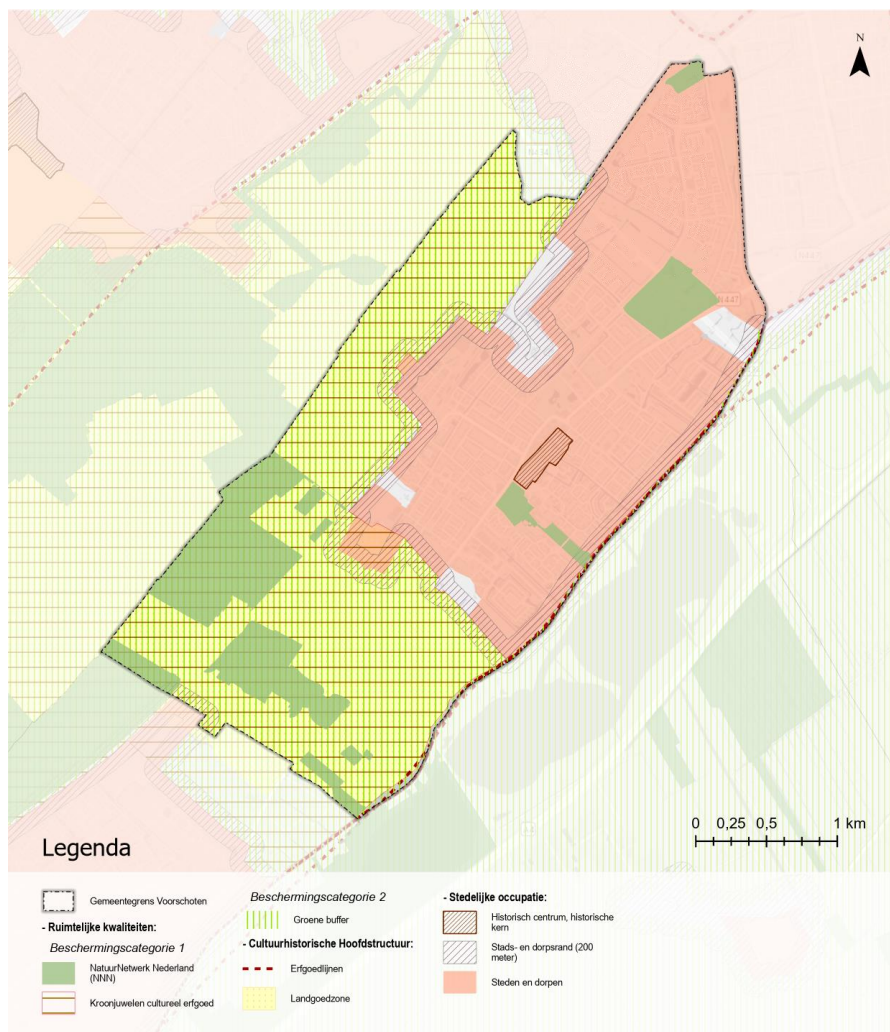 N
N447
0 0,25 0,5 1 km
Legenda
Gemeentegrens Voorschoten
- Ruimtelijke kwaliteiten:
Beschermingscategorie 1
NatuurNetwerk Nederland
(NNN)
Kroonjuwelen cultureel erfgoed
Beschermingscategorie 2
Groene buffer
- Cultuurhistorische Hoofdstructuur:
Erfgoedlijnen
Landgoedzone
- Stedelijke occupatie:
Historisch centrum, historische
kern
Stads- en dorpsrand (200
meter)
Steden en dorpen